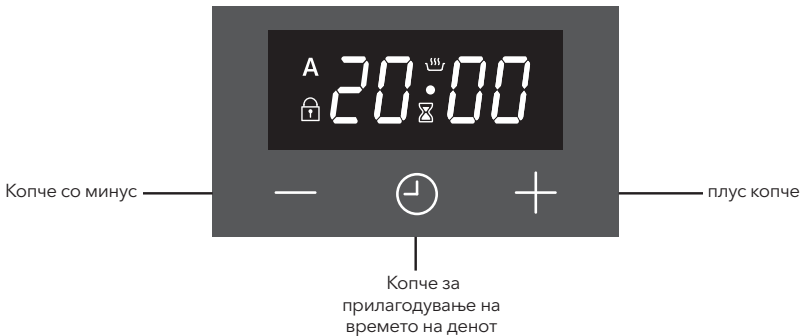 A
20:00
Копче со минус
плус копче
Копче за
прилагодување на
времето на денот